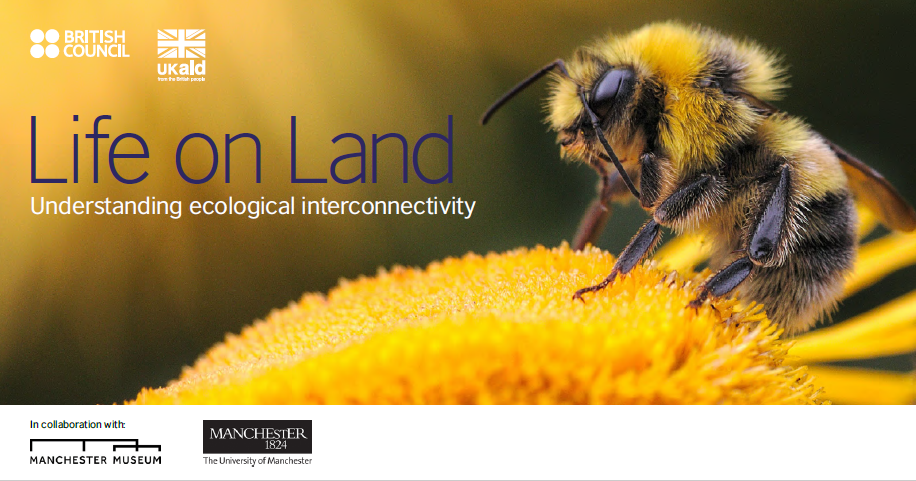 BRITISH
COUNCIL
UKaid
from the British people
Life on Land
Understanding ecological interconnectivity
In collaboration with:
MANCHESTER MUSEUM
MANCHESTER
1824
The University of Manchester